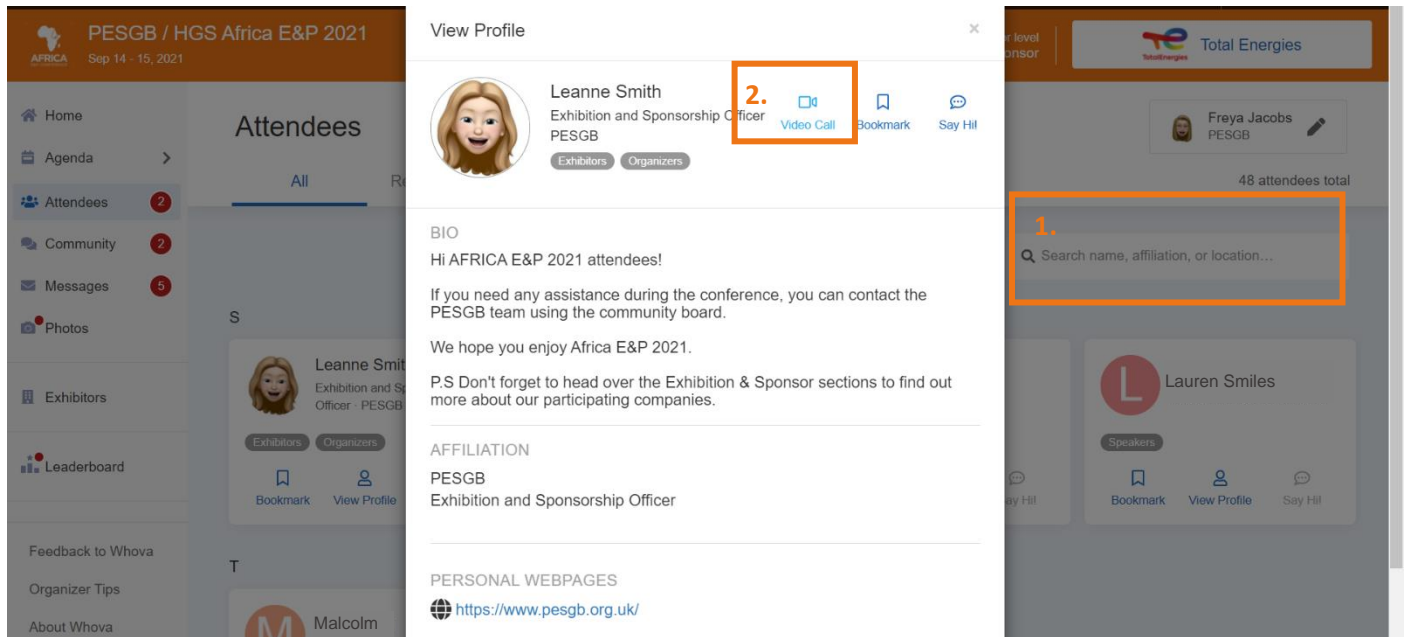 PESGB / HGS Africa E&P 2021
Sep 14 - 15, 2021
AFRICA
r level
onsor
TotalEnergies
Total Energies
Home
Agenda
Attendees
2
Community
2
Messages
5
Photos
Exhibitors
Leaderboard
Feedback to Whova
Organizer Tips
About Whova
Attendees
Freya Jacobs
PESGB
All
Re
48 attendees total
1.
Search name, affiliation, or location…
S
Leanne Smit
Exhibition and Sp
Officer · PESGB
Exhibitors Organizers
Bookmark View Profile
ay Hi!
L
Lauren Smiles
Speakers
Bookmark View Profile Say Hi!
T
M
Malcolm
View Profile
×
Leanne Smith
Exhibition and Sponsorship Officer
PESGB
Exhibitors Organizers
2.
Video Call
Bookmark
Say Hi!
BIO
Hi AFRICA E&P 2021 attendees!
If you need any assistance during the conference, you can contact the
PESGB team using the community board.
We hope you enjoy Africa E&P 2021.
P.S Don't forget to head over the Exhibition & Sponsor sections to find out
more about our participating companies.
AFFILIATION
PESGB
Exhibition and Sponsorship Officer
PERSONAL WEBPAGES
https://www.pesgb.org.uk/